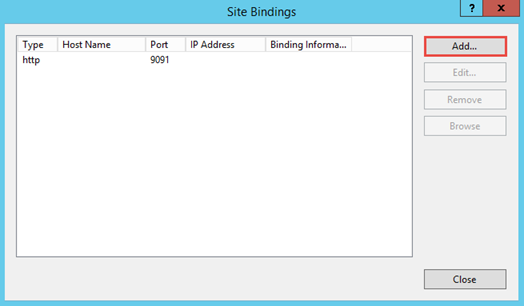 Site Bindings
? X
Type Host Name Port IP Address Binding Informa...
http 9091
Add...
Edit...
Remove
Browse
Close